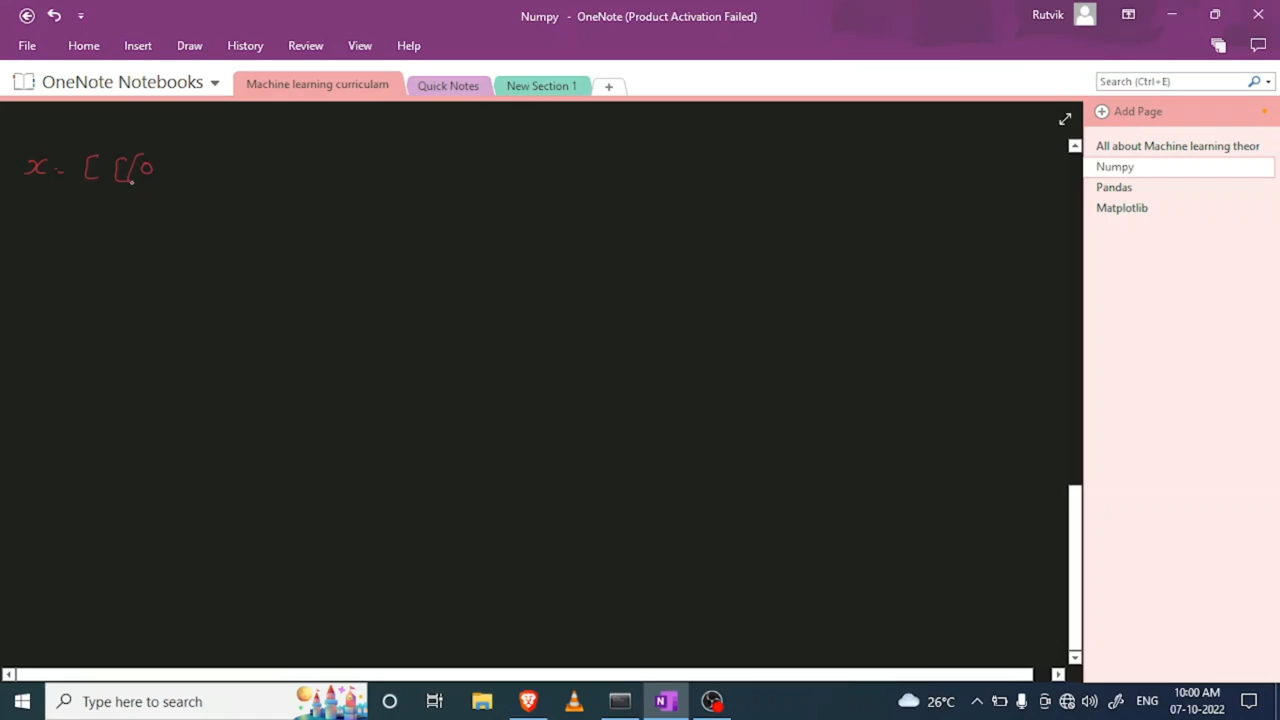 Numpy - OneNote (Product Activation Failed)
Rutvik
File Home Insert Draw History Review View Help
OneNote Notebooks
Machine learning curriculam
Quick Notes
New Section 1
+
Search (Ctrl+E)
Add Page
All about Machine learning theor
Numpy
Pandas
Matplotlib
x = [ [
Type here to search
N
26°C
ENG
10:00 AM
07-10-2022